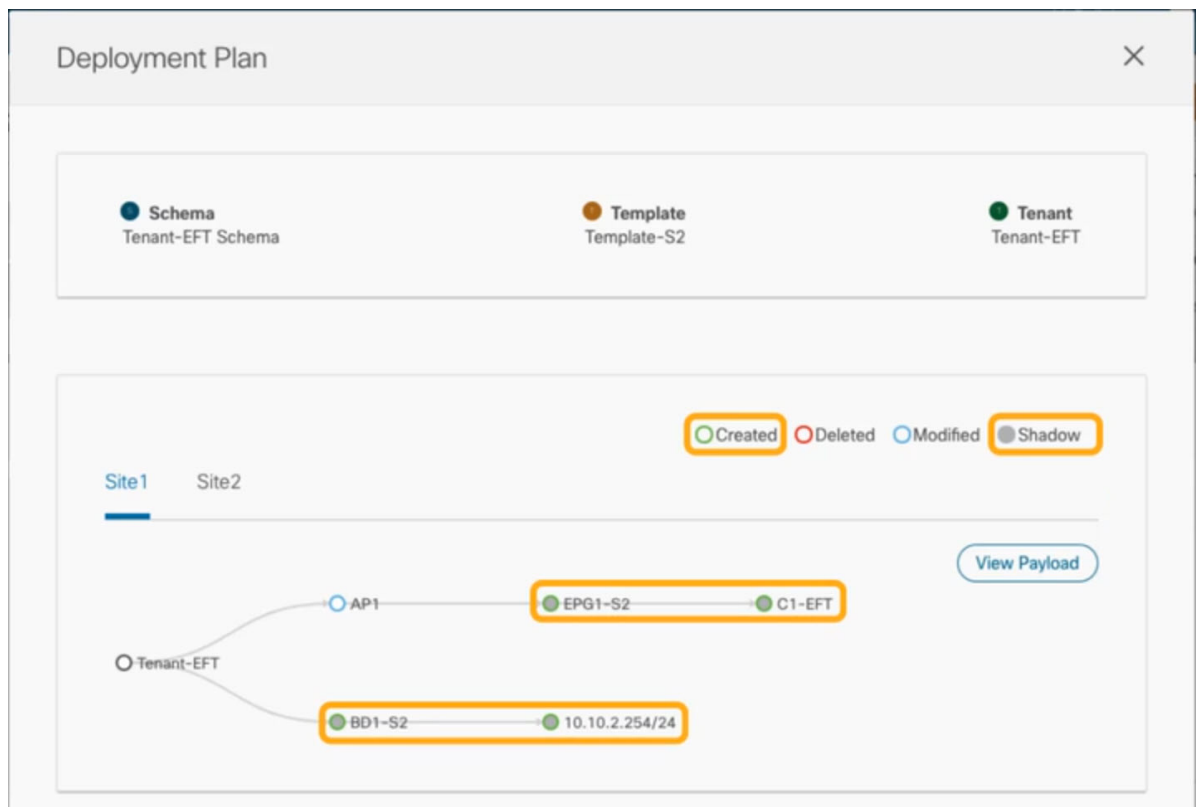 Deployment Plan
Schema
Tenant-EFT Schema
Template
Template-S2
Tenant
Tenant-EFT
Created Deleted Modified Shadow
Site1 Site2
View Payload
AP1 EPG1-S2 C1-EFT
Tenant-EFT
BD1-S2 10.10.2.254/24